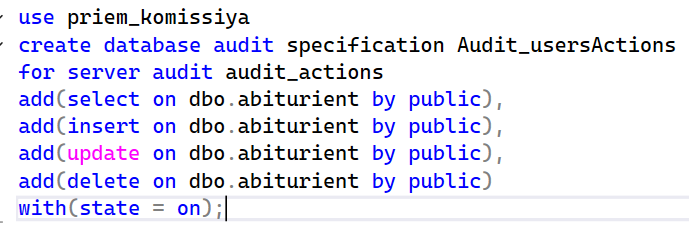 use priem_komissiya
create database audit specification Audit_usersActions
for server audit audit_actions
add(select on dbo.abiturient by public),
add(insert on dbo.abiturient by public),
add(update on dbo.abiturient by public),
add(delete on dbo.abiturient by public)
with(state = on);